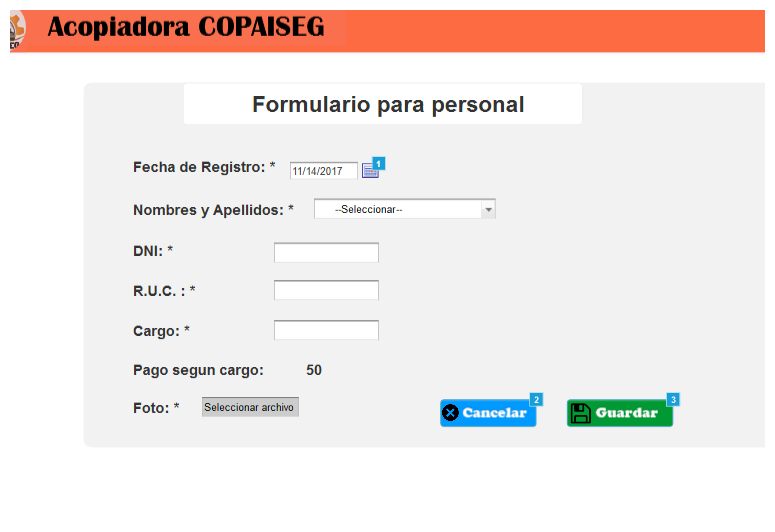 Acopiadora COPAISEG
Formulario para personal
Fecha de Registro: * 11/14/2017 1
Nombres y Apellidos: * --Seleccionar--
DNI: *
R.U.C. : *
Cargo: *
Pago segun cargo: 50
Foto: * Seleccionar archivo
Cancelar 2
Guardar 3